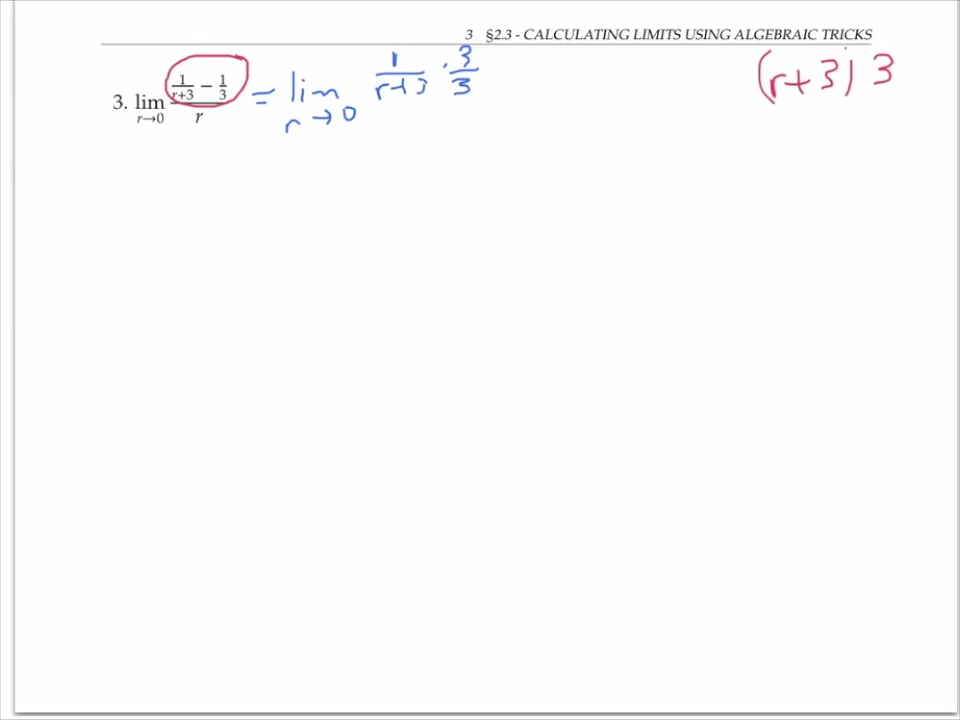 3 §2.3 - CALCULATING LIMITS USING ALGEBRAIC TRICKS
3. lim_{r→0} (1/(r+3) − 1/3)/r = lim_{r→0} 1/(r+3) · 3/3
(r+3) 3